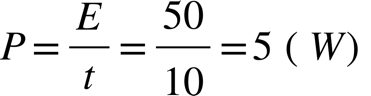 P = E/t = 50/10 = 5 ( W)